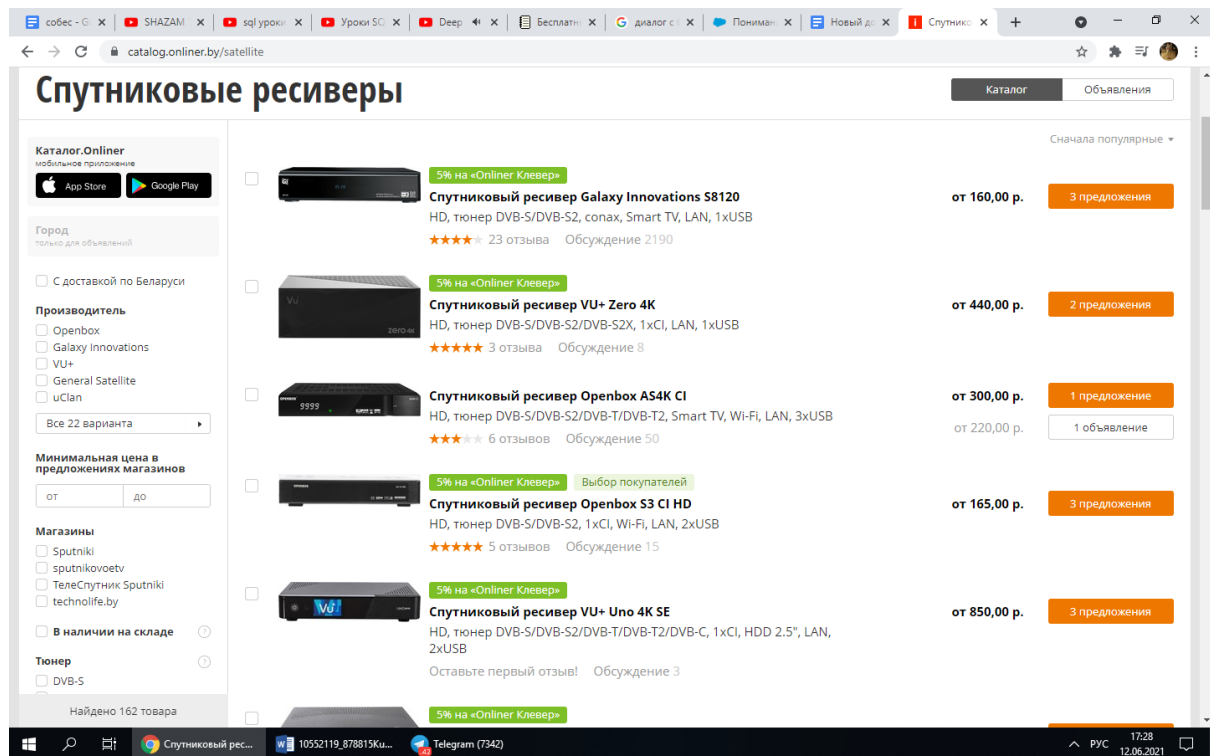 собес - G
SHAZAM
sql уроки
Уроки SQ
Deep
Бесплатн
диалог с
Пониман
Новый до
Спутнико
catalog.onliner.by/satellite
Спутниковые ресиверы
Каталог
Объявления
Сначала популярные
Каталог.Onliner
мобильное приложение
App Store
Google Play
Город
только для объявлений
С доставкой по Беларуси
Производитель
Openbox
Galaxy Innovations
VU+
General Satellite
uClan
Все 22 варианта
Минимальная цена в
предложениях магазинов
от
до
Магазины
Sputniki
sputnikovoetv
ТелеСпутник Sputniki
technolife.by
В наличии на складе
?
Тюнер
?
DVB-S
Найдено 162 товара
5% на «Onliner Клевер»
Спутниковый ресивер Galaxy Innovations S8120
HD, тюнер DVB-S/DVB-S2, conax, Smart TV, LAN, 1xUSB
23 отзыва Обсуждение 2190
от 160,00 р.
3 предложения
Vu
zero 4K
5% на «Onliner Клевер»
Спутниковый ресивер VU+ Zero 4K
HD, тюнер DVB-S/DVB-S2/DVB-S2X, 1xCI, LAN, 1xUSB
3 отзыва Обсуждение 8
от 440,00 р.
2 предложения
9999
Спутниковый ресивер Openbox AS4K CI
HD, тюнер DVB-S/DVB-S2/DVB-T/DVB-T2, Smart TV, Wi-Fi, LAN, 3xUSB
6 отзывов Обсуждение 50
от 300,00 р.
1 предложение
от 220,00 р.
1 объявление
5% на «Onliner Клевер» Выбор покупателей
Спутниковый ресивер Openbox S3 CI HD
HD, тюнер DVB-S/DVB-S2, 1xCI, Wi-Fi, LAN, 2xUSB
5 отзывов Обсуждение 15
от 165,00 р.
3 предложения
Vu
5% на «Onliner Клевер»
Спутниковый ресивер VU+ Uno 4K SE
HD, тюнер DVB-S/DVB-S2/DVB-T/DVB-T2/DVB-C, 1xCI, HDD 2.5", LAN,
2xUSB
Оставьте первый отзыв! Обсуждение 3
от 850,00 р.
3 предложения
5% на «Onliner Клевер»
Спутниковый рес...
10552119_878815Ku...
Telegram (7342)
РУС
17:28
12.06.2021